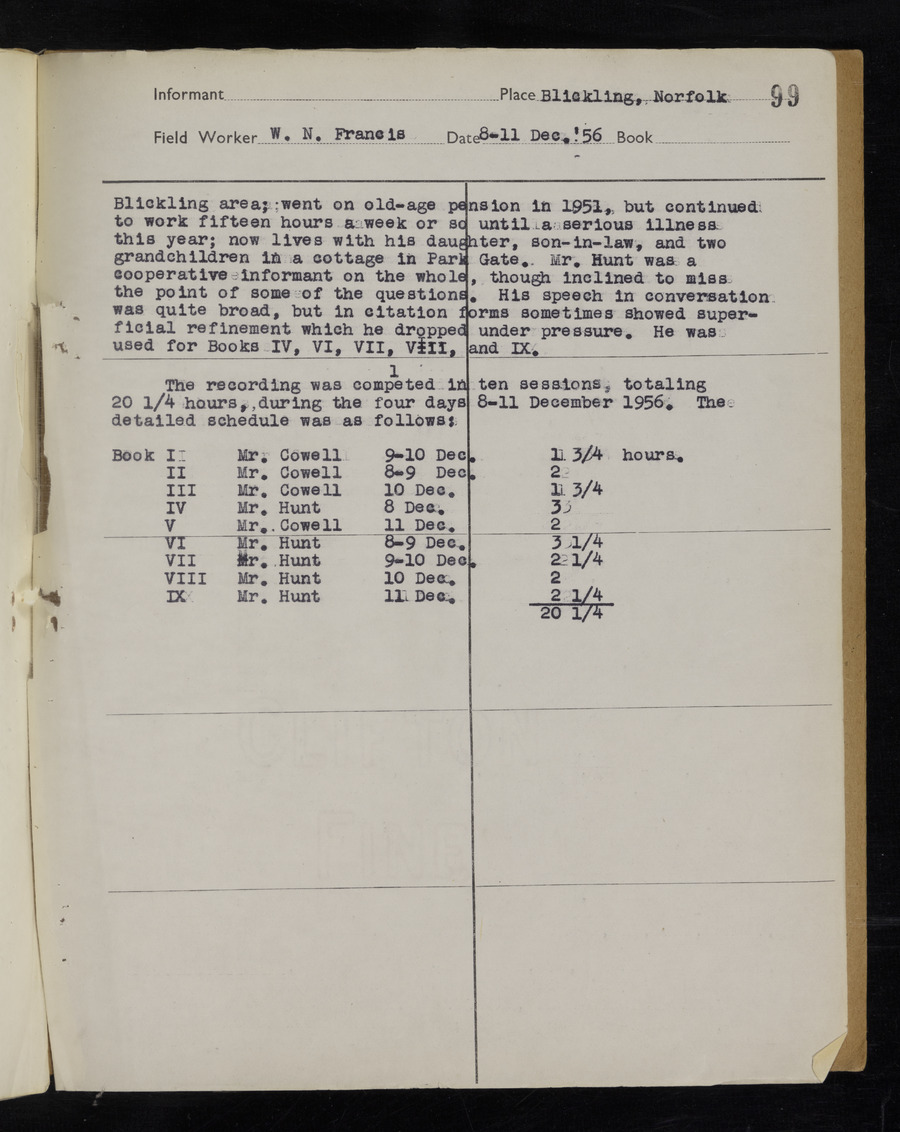 Informant Place Blickling, Norfolk 99
Field Worker W. N. Francis Date 8-11 Dec. '56 Book
Blickling area; went on old-age pension in 1951, but continued
to work fifteen hours a week or so until a serious illness
this year; now lives with his daughter, son-in-law, and two
grandchildren in a cottage in Park Gate. Mr. Hunt was a
cooperative informant on the whole, though inclined to miss
the point of some of the questions. His speech in conversation
was quite broad, but in citation forms sometimes showed super-
ficial refinement which he dropped under pressure. He was
used for Books IV, VI, VII, VIII, and IX.
l
The recording was competed in ten sessions, totaling
20 1/4 hours, during the four days 8-11 December 1956. The
detailed schedule was as follows:
Book I Mr. Cowell 9-10 Dec. 1 3/4 hours.
II Mr. Cowell 8-9 Dec. 2
III Mr. Cowell 10 Dec. 1 3/4
IV Mr. Hunt 8 Dec. 3
V Mr. Cowell 11 Dec. 2
VI Mr. Hunt 8-9 Dec. 3 1/4
VII Mr. Hunt 9-10 Dec. 2 1/4
VIII Mr. Hunt 10 Dec. 2
IX Mr. Hunt 11 Dec. 2 1/4
20 1/4